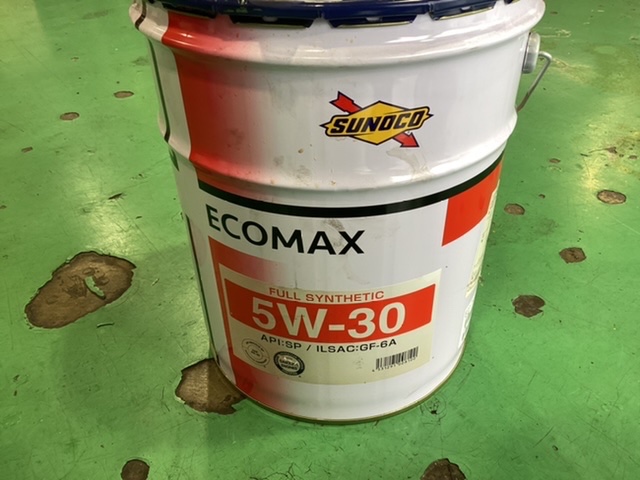 SUNOCO
ECOMAX
FULL SYNTHETIC
5W-30
API:SP / ILSAC:GF-6A